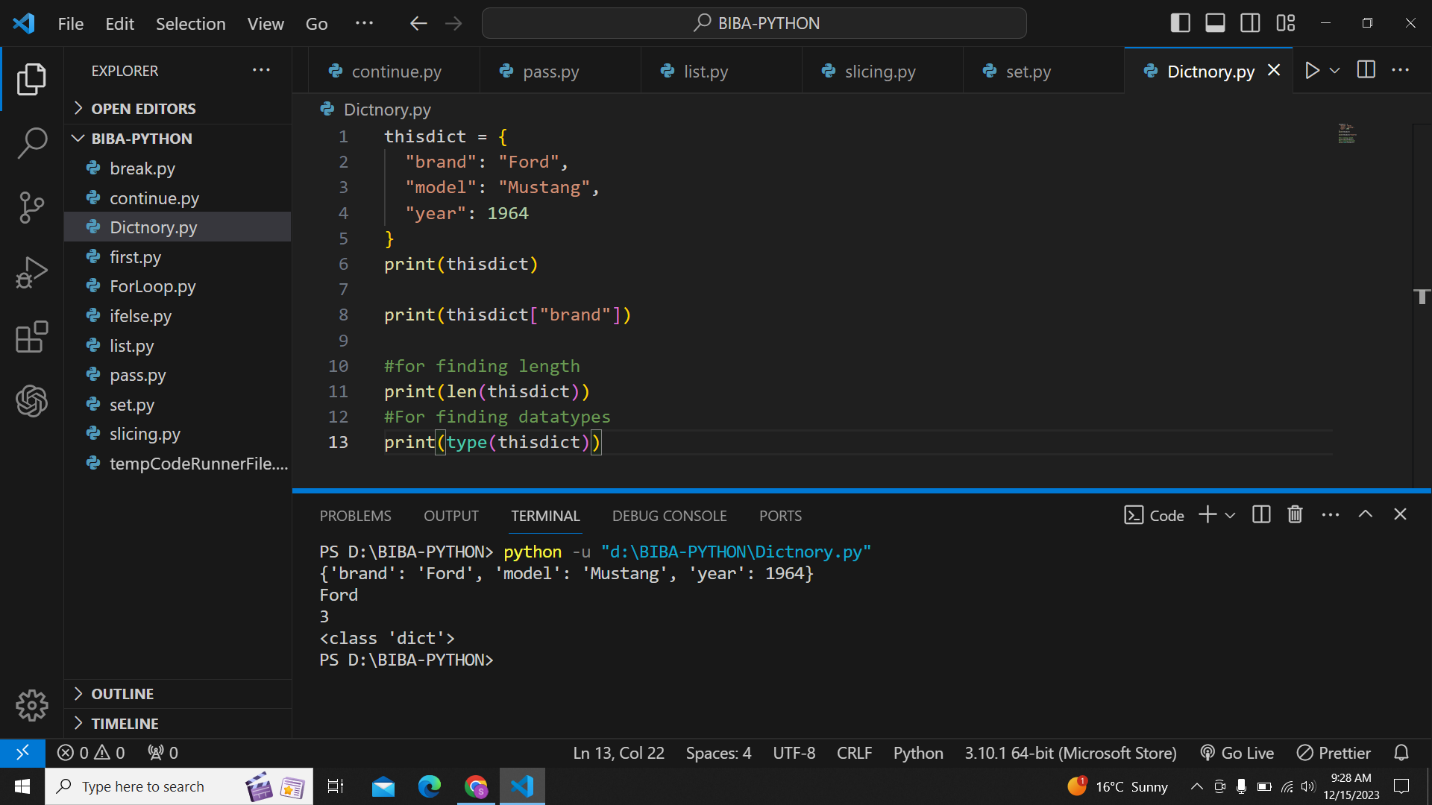 File Edit Selection View Go ··· BIBA-PYTHON
EXPLORER ···
OPEN EDITORS
BIBA-PYTHON
break.py
continue.py
Dictnory.py
first.py
ForLoop.py
ifelse.py
list.py
pass.py
set.py
slicing.py
tempCodeRunnerFile....
OUTLINE
TIMELINE
continue.py pass.py list.py slicing.py set.py Dictnory.py
Dictnory.py
1 thisdict = {
2 "brand": "Ford",
3 "model": "Mustang",
4 "year": 1964
5 }
6 print(thisdict)
7
8 print(thisdict["brand"])
9
10 #for finding length
11 print(len(thisdict))
12 #For finding datatypes
13 print(type(thisdict))
PROBLEMS OUTPUT TERMINAL DEBUG CONSOLE PORTS Code
PS D:\BIBA-PYTHON> python -u "d:\BIBA-PYTHON\Dictnory.py"
{'brand': 'Ford', 'model': 'Mustang', 'year': 1964}
Ford
3
<class 'dict'>
PS D:\BIBA-PYTHON>
0 0 0 Ln 13, Col 22 Spaces: 4 UTF-8 CRLF Python 3.10.1 64-bit (Microsoft Store) Go Live Prettier
Type here to search S 1 16°C Sunny 9:28 AM
12/15/2023